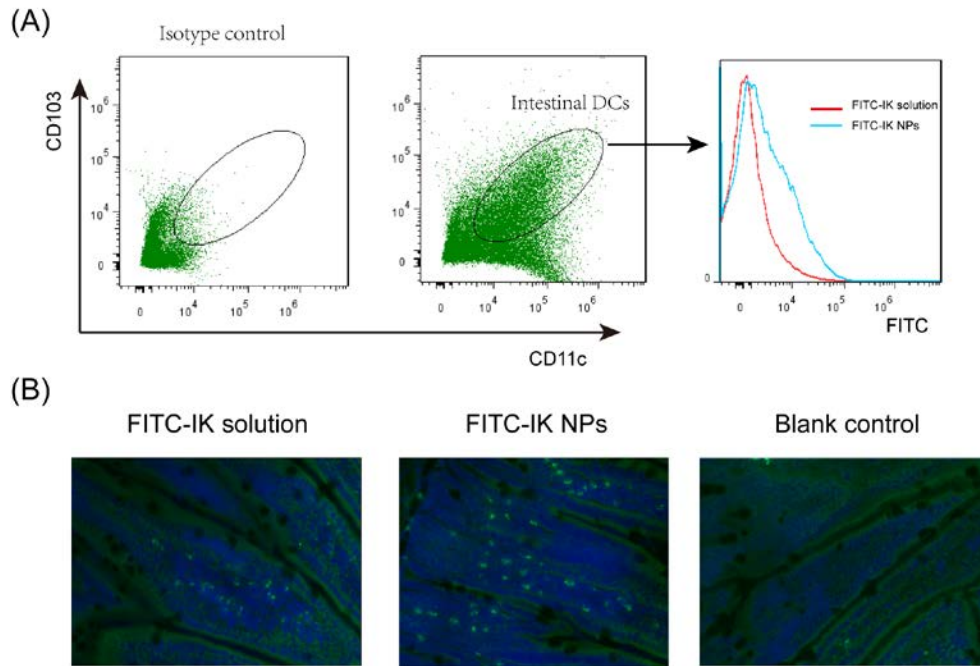 (A)
Isotype control
CD103
10⁶
10⁵
10⁴
0
0
10⁴
10⁵
10⁶
Intestinal DCs
10⁶
10⁵
10⁴
0
0
10⁴
10⁵
10⁶
CD11c
FITC-IK solution
FITC-IK NPs
0
0
10⁴
10⁵
10⁶
FITC
(B)
FITC-IK solution
FITC-IK NPs
Blank control